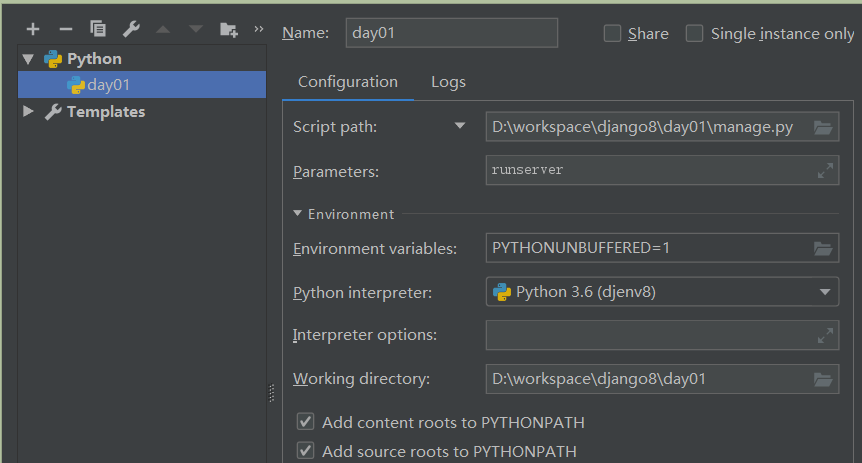 Name: day01 Share Single instance only
Python
day01
Templates
Configuration Logs
Script path: D:\workspace\django8\day01\manage.py
Parameters: runserver
Environment
Environment variables: PYTHONUNBUFFERED=1
Python interpreter: Python 3.6 (djenv8)
Interpreter options:
Working directory: D:\workspace\django8\day01
Add content roots to PYTHONPATH
Add source roots to PYTHONPATH